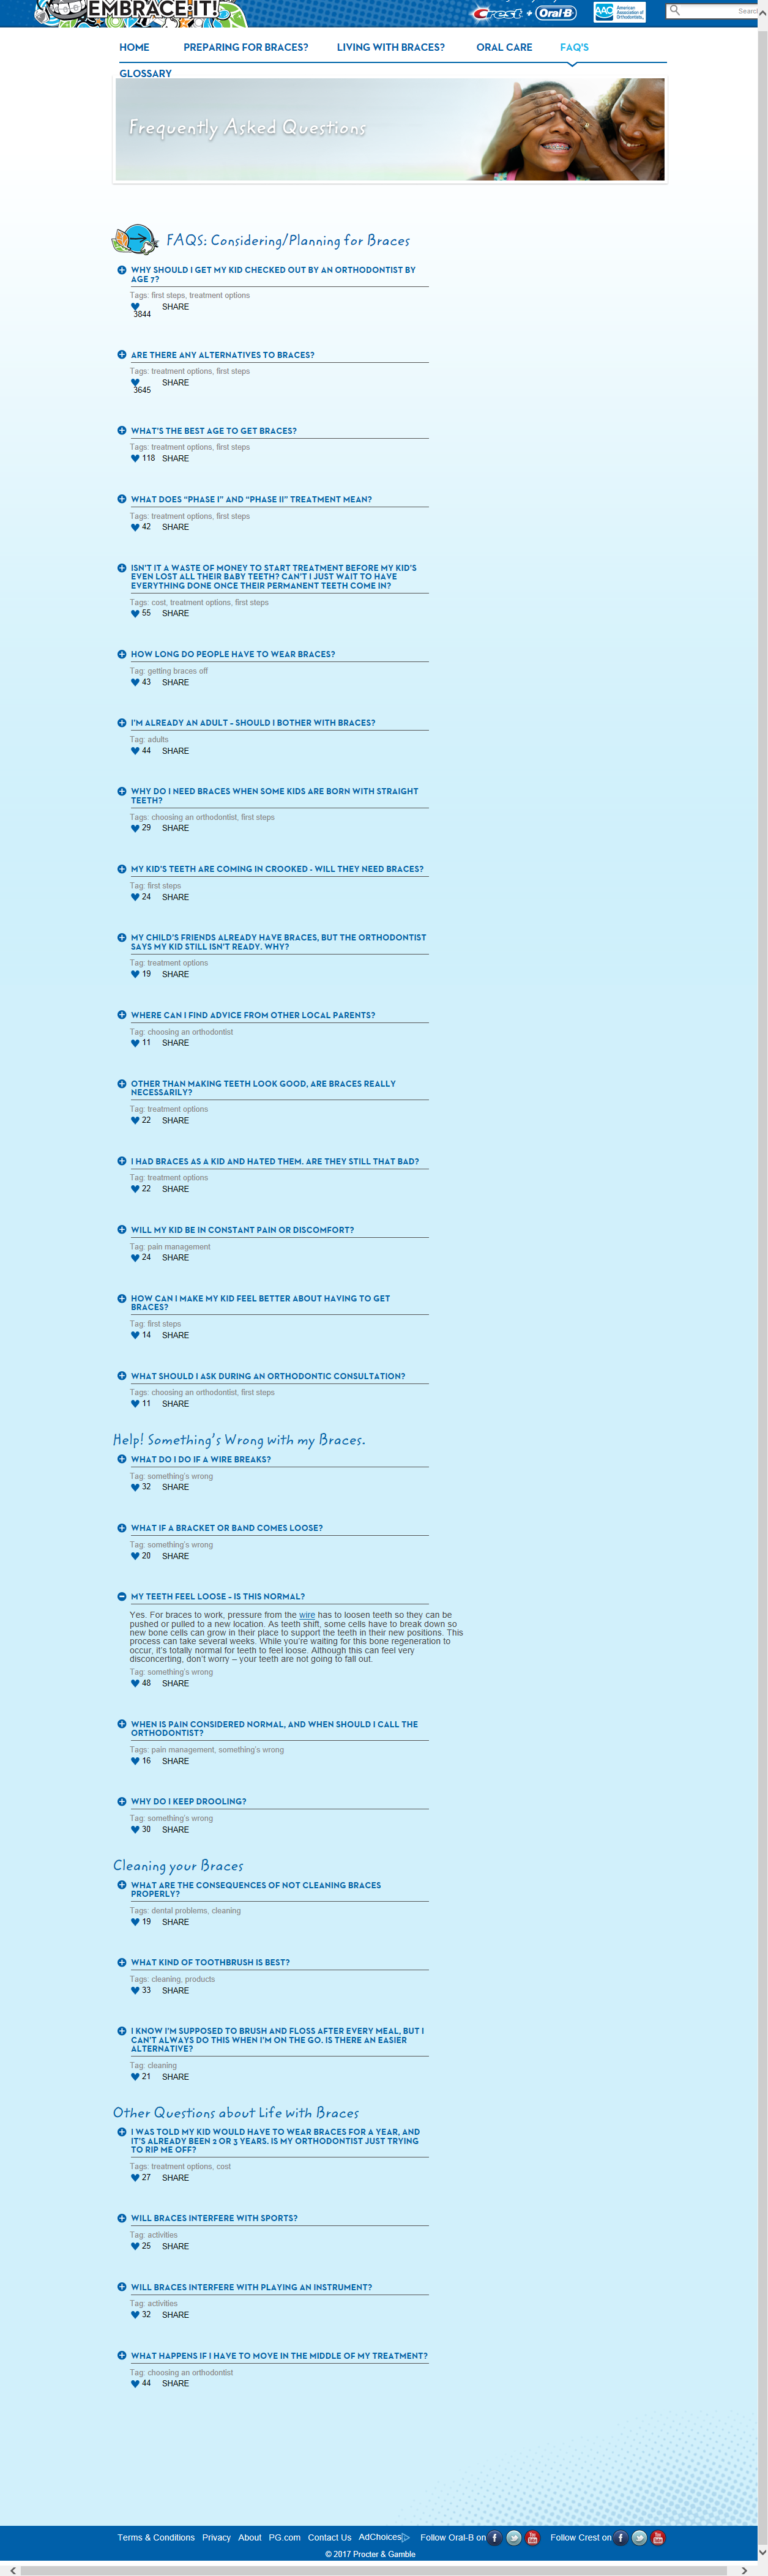 EMBRACE IT!
Crest + Oral-B
AAO American Association of Orthodontists
Search
HOME PREPARING FOR BRACES? LIVING WITH BRACES? ORAL CARE FAQ'S
GLOSSARY
Frequently Asked Questions
FAQS: Considering/Planning for Braces
WHY SHOULD I GET MY KID CHECKED OUT BY AN ORTHODONTIST BY
AGE 7?
Tags: first steps, treatment options
SHARE
3844
ARE THERE ANY ALTERNATIVES TO BRACES?
Tags: treatment options, first steps
SHARE
3645
WHAT'S THE BEST AGE TO GET BRACES?
Tags: treatment options, first steps
118 SHARE
WHAT DOES “PHASE I” AND “PHASE II” TREATMENT MEAN?
Tags: treatment options, first steps
42 SHARE
ISN'T IT A WASTE OF MONEY TO START TREATMENT BEFORE MY KID'S
EVEN LOST ALL THEIR BABY TEETH? CAN'T I JUST WAIT TO HAVE
EVERYTHING DONE ONCE THEIR PERMANENT TEETH COME IN?
Tags: cost, treatment options, first steps
55 SHARE
HOW LONG DO PEOPLE HAVE TO WEAR BRACES?
Tag: getting braces off
43 SHARE
I'M ALREADY AN ADULT – SHOULD I BOTHER WITH BRACES?
Tag: adults
44 SHARE
WHY DO I NEED BRACES WHEN SOME KIDS ARE BORN WITH STRAIGHT
TEETH?
Tags: choosing an orthodontist, first steps
29 SHARE
MY KID'S TEETH ARE COMING IN CROOKED - WILL THEY NEED BRACES?
Tag: first steps
24 SHARE
MY CHILD'S FRIENDS ALREADY HAVE BRACES, BUT THE ORTHODONTIST
SAYS MY KID STILL ISN'T READY. WHY?
Tag: treatment options
19 SHARE
WHERE CAN I FIND ADVICE FROM OTHER LOCAL PARENTS?
Tag: choosing an orthodontist
11 SHARE
OTHER THAN MAKING TEETH LOOK GOOD, ARE BRACES REALLY
NECESSARILY?
Tag: treatment options
22 SHARE
I HAD BRACES AS A KID AND HATED THEM. ARE THEY STILL THAT BAD?
Tag: treatment options
22 SHARE
WILL MY KID BE IN CONSTANT PAIN OR DISCOMFORT?
Tag: pain management
24 SHARE
HOW CAN I MAKE MY KID FEEL BETTER ABOUT HAVING TO GET
BRACES?
Tag: first steps
14 SHARE
WHAT SHOULD I ASK DURING AN ORTHODONTIC CONSULTATION?
Tags: choosing an orthodontist, first steps
11 SHARE
Help! Something's Wrong with my Braces.
WHAT DO I DO IF A WIRE BREAKS?
Tag: something's wrong
32 SHARE
WHAT IF A BRACKET OR BAND COMES LOOSE?
Tag: something's wrong
20 SHARE
MY TEETH FEEL LOOSE – IS THIS NORMAL?
Yes. For braces to work, pressure from the wire has to loosen teeth so they can be
pushed or pulled to a new location. As teeth shift, some cells have to break down so
new bone cells can grow in their place to support the teeth in their new positions. This
process can take several weeks. While you're waiting for this bone regeneration to
occur, it's totally normal for teeth to feel loose. Although this can feel very
disconcerting, don't worry – your teeth are not going to fall out.
Tag: something's wrong
48 SHARE
WHEN IS PAIN CONSIDERED NORMAL, AND WHEN SHOULD I CALL THE
ORTHODONTIST?
Tags: pain management, something's wrong
16 SHARE
WHY DO I KEEP DROOLING?
Tag: something's wrong
30 SHARE
Cleaning your Braces
WHAT ARE THE CONSEQUENCES OF NOT CLEANING BRACES
PROPERLY?
Tags: dental problems, cleaning
19 SHARE
WHAT KIND OF TOOTHBRUSH IS BEST?
Tags: cleaning, products
33 SHARE
I KNOW I'M SUPPOSED TO BRUSH AND FLOSS AFTER EVERY MEAL, BUT I
CAN'T ALWAYS DO THIS WHEN I'M ON THE GO. IS THERE AN EASIER
ALTERNATIVE?
Tag: cleaning
21 SHARE
Other Questions about Life with Braces
I WAS TOLD MY KID WOULD HAVE TO WEAR BRACES FOR A YEAR, AND
IT'S ALREADY BEEN 2 OR 3 YEARS. IS MY ORTHODONTIST JUST TRYING
TO RIP ME OFF?
Tags: treatment options, cost
27 SHARE
WILL BRACES INTERFERE WITH SPORTS?
Tag: activities
25 SHARE
WILL BRACES INTERFERE WITH PLAYING AN INSTRUMENT?
Tag: activities
32 SHARE
WHAT HAPPENS IF I HAVE TO MOVE IN THE MIDDLE OF MY TREATMENT?
Tag: choosing an orthodontist
44 SHARE
Terms & Conditions Privacy About PG.com Contact Us AdChoices Follow Oral-B on Follow Crest on
© 2017 Procter & Gamble